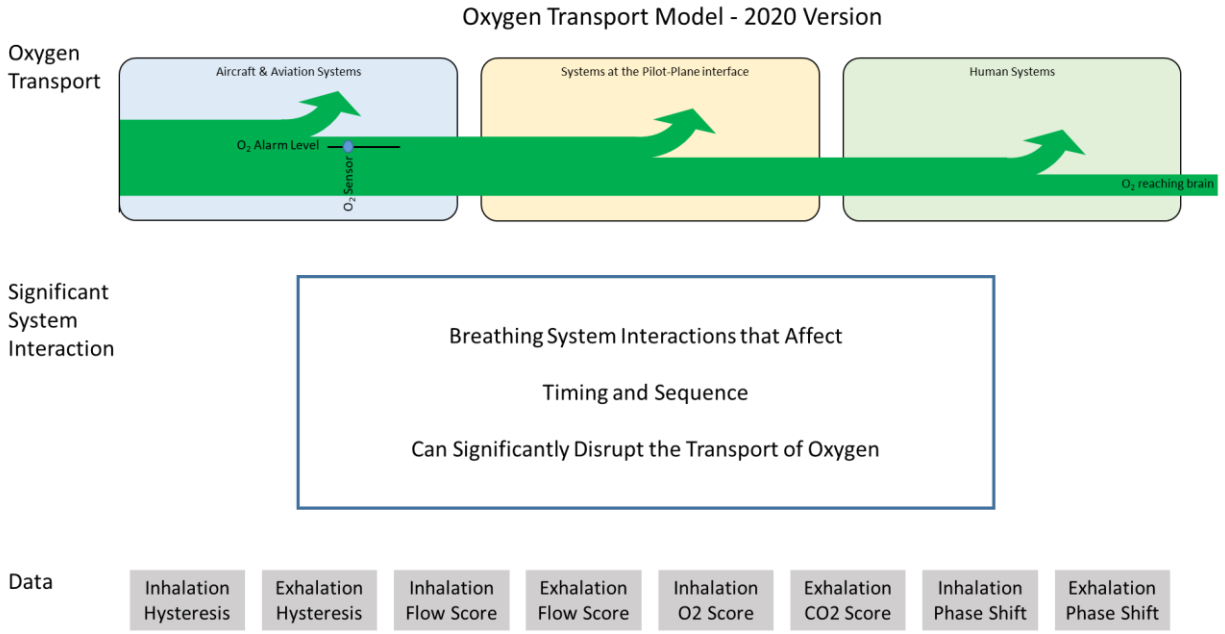 Oxygen Transport Model - 2020 Version
Oxygen
Transport
Aircraft & Aviation Systems
Systems at the Pilot-Plane interface
Human Systems
O₂ Alarm Level
O₂ Sensor
O₂ reaching brain
Significant
System
Interaction
Breathing System Interactions that Affect
Timing and Sequence
Can Significantly Disrupt the Transport of Oxygen
Data
Inhalation
Hysteresis
Exhalation
Hysteresis
Inhalation
Flow Score
Exhalation
Flow Score
Inhalation
O2 Score
Exhalation
CO2 Score
Inhalation
Phase Shift
Exhalation
Phase Shift